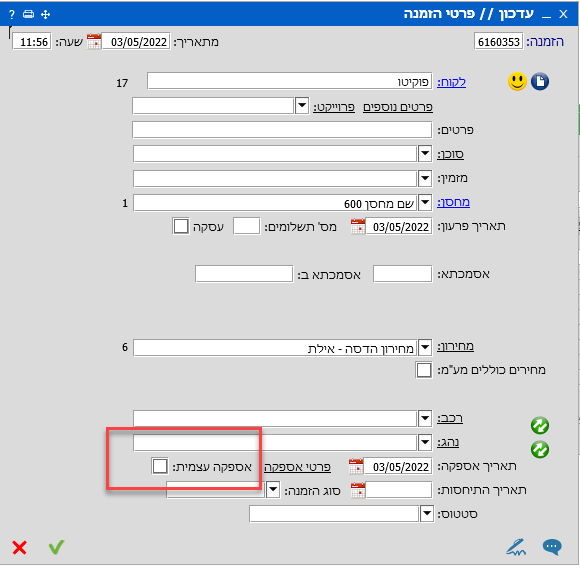 עדכון // פרטי הזמנה
הזמנה: 6160353 מתאריך: 03/05/2022 שעה: 11:56
לקוח: פוקיטו 17
פרטים נוספים פרוייקט:
פרטים:
סוכן:
מזמין:
מחסן: שם מחסן 600 1
תאריך פרעון: 03/05/2022 מס' תשלומים: עסקה
אסמכתא: אסמכתא ב:
מחירון: מחירון הדסה - אילת 6
מחירים כוללים מע"מ:
רכב:
נהג:
תאריך אספקה: 03/05/2022 פרטי אספקה אספקה עצמית:
תאריך התיחסות: סוג הזמנה:
סטטוס: